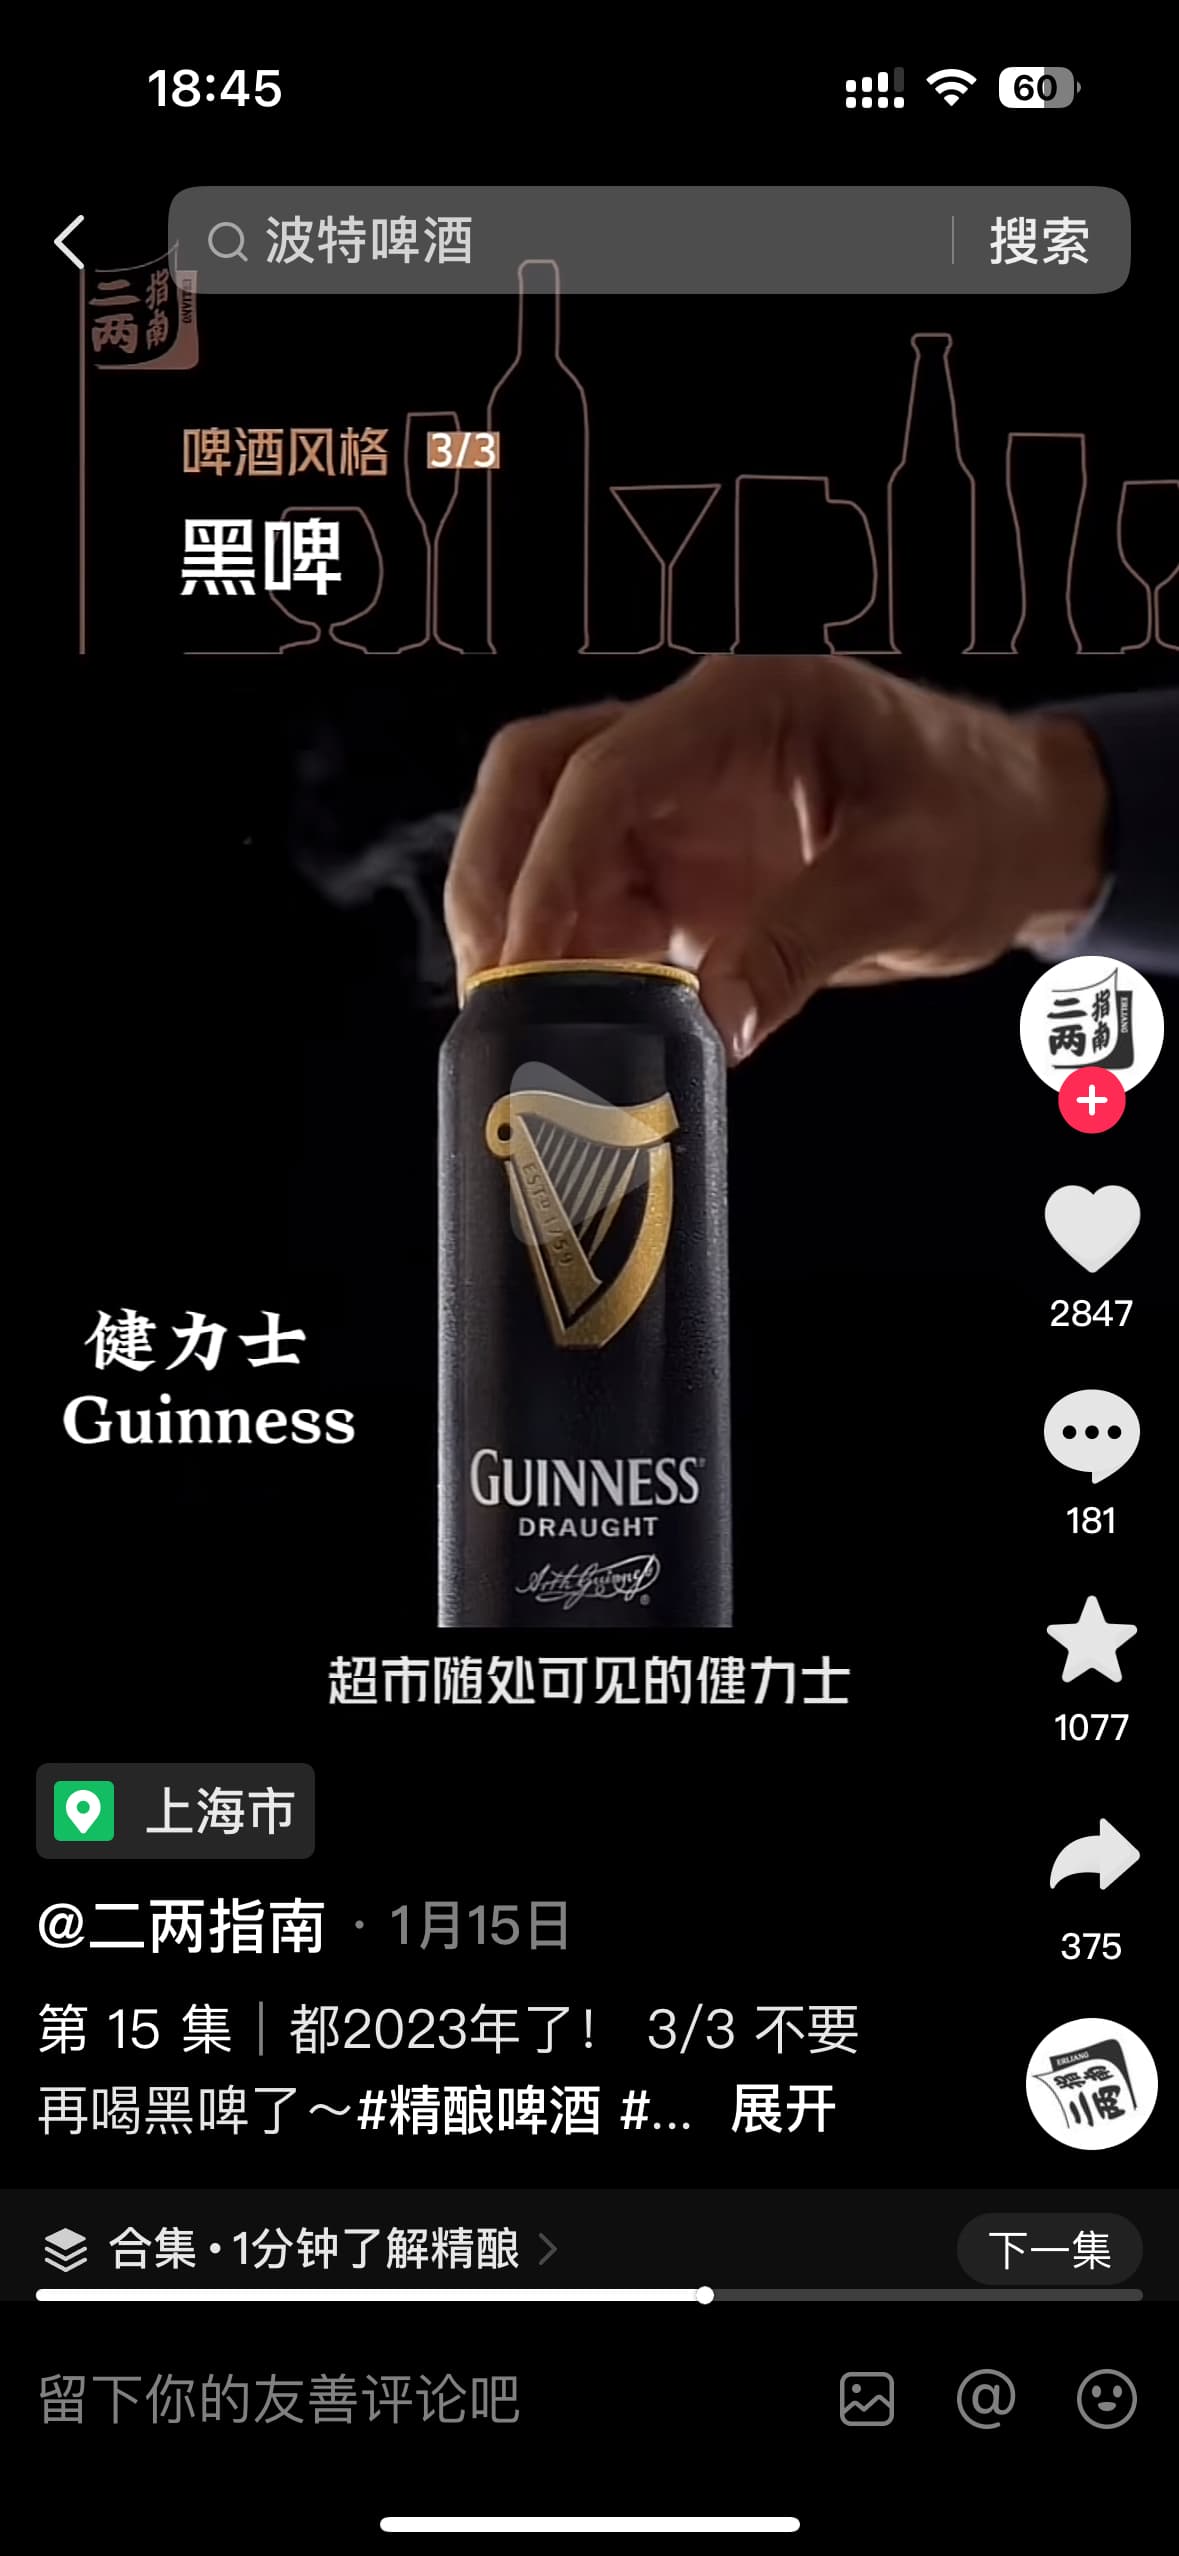 18:45
60
波特啤酒
搜索
二两
指南
啤酒风格 3/3
黑啤
二两
指南
ERLIANG
ESTD 1759
2847
健力士
Guinness
GUINNESS
DRAUGHT
181
超市随处可见的健力士
1077
上海市
@二两指南 · 1月15日
375
第 15 集｜都2023年了！ 3/3 不要
再喝黑啤了～#精酿啤酒 #... 展开
合集 • 1分钟了解精酿
下一集
留下你的友善评论吧